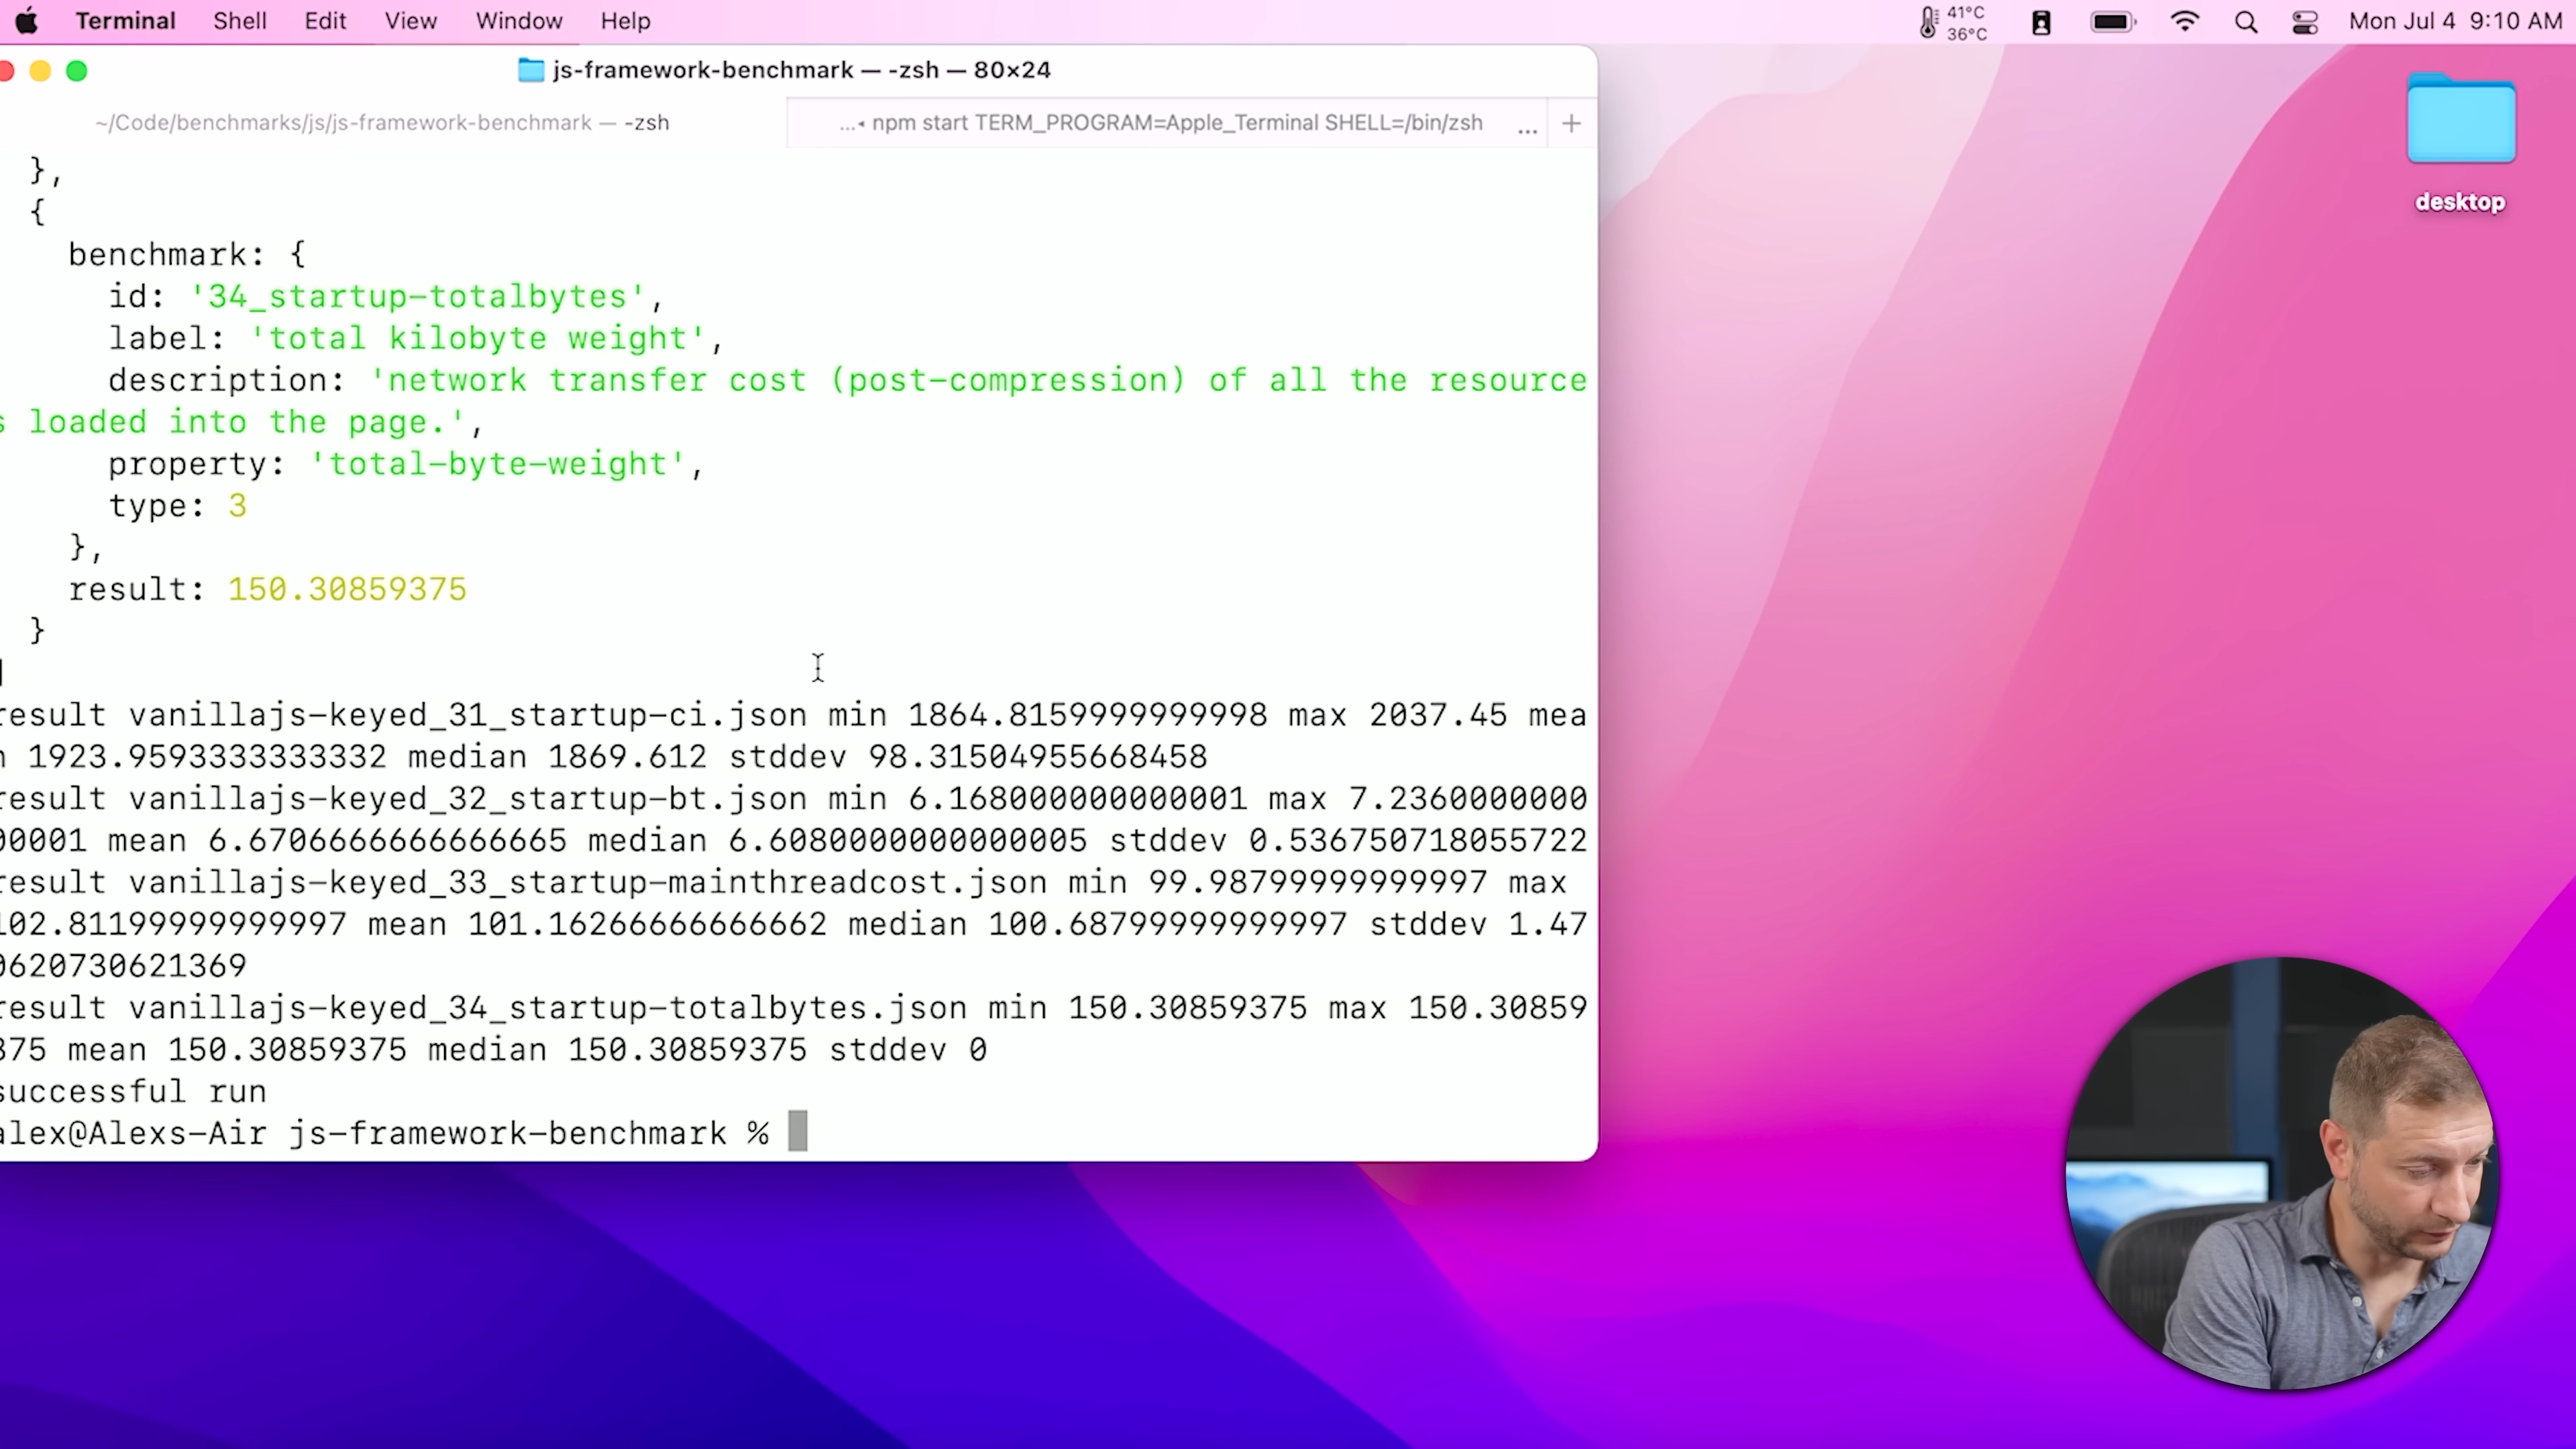 Terminal Shell Edit View Window Help 41°C 36°C Mon Jul 4 9:10 AM
js-framework-benchmark — -zsh — 80×24
~/Code/benchmarks/js/js-framework-benchmark — -zsh ...◂ npm start TERM_PROGRAM=Apple_Terminal SHELL=/bin/zsh ... +
desktop
},
{
benchmark: {
id: '34_startup-totalbytes',
label: 'total kilobyte weight',
description: 'network transfer cost (post-compression) of all the resource
s loaded into the page.',
property: 'total-byte-weight',
type: 3
},
result: 150.30859375
}
]
result vanillajs-keyed_31_startup-ci.json min 1864.8159999999998 max 2037.45 mea
n 1923.9593333333332 median 1869.612 stddev 98.31504955668458
result vanillajs-keyed_32_startup-bt.json min 6.168000000000001 max 7.2360000000
00001 mean 6.6706666666666665 median 6.6080000000000005 stddev 0.536750718055722
result vanillajs-keyed_33_startup-mainthreadcost.json min 99.98799999999997 max
102.81199999999997 mean 101.16266666666662 median 100.68799999999997 stddev 1.47
0620730621369
result vanillajs-keyed_34_startup-totalbytes.json min 150.30859375 max 150.30859
375 mean 150.30859375 median 150.30859375 stddev 0
successful run
alex@Alexs-Air js-framework-benchmark %